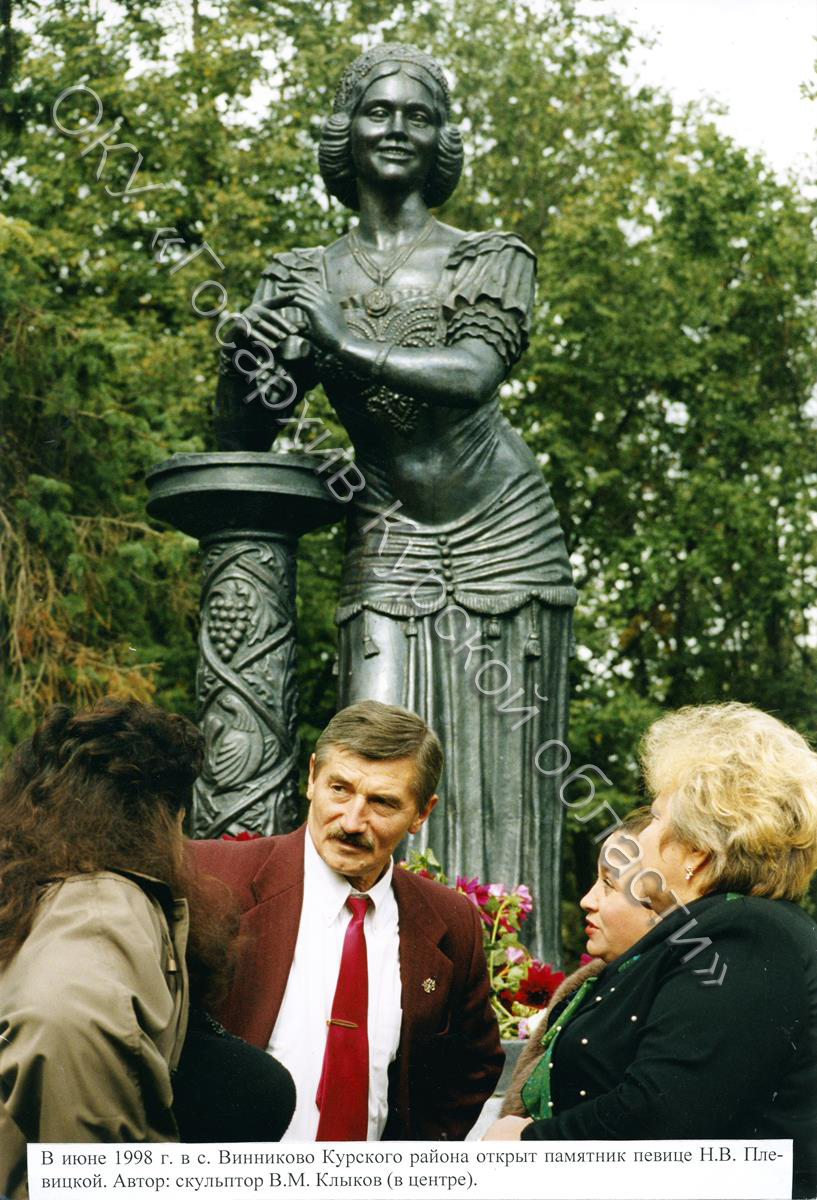 ОКУ «Госархив Курской области»
В июне 1998 г. в с. Винниково Курского района открыт памятник певице Н.В. Пле-
вицкой. Автор: скульптор В.М. Клыков (в центре).